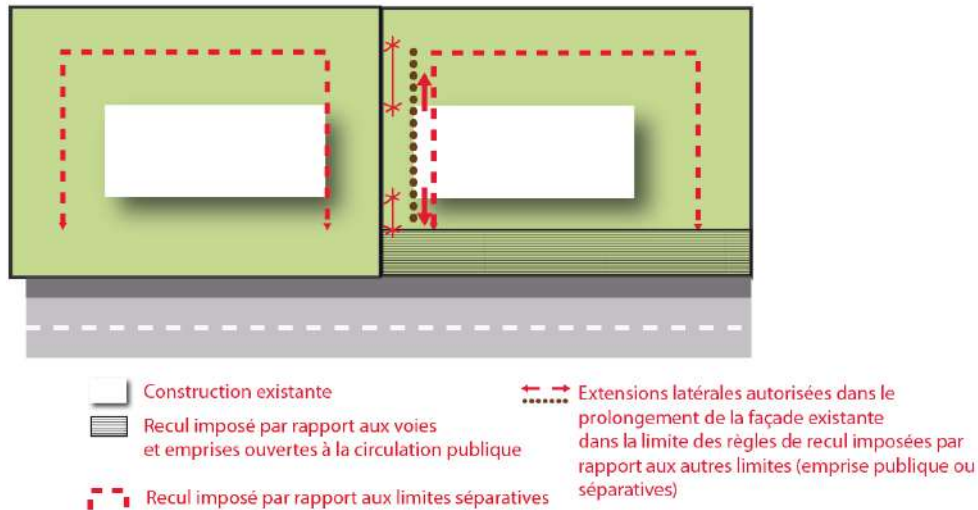 Construction existante
Recul imposé par rapport aux voies
et emprises ouvertes à la circulation publique
Recul imposé par rapport aux limites séparatives
Extensions latérales autorisées dans le
prolongement de la façade existante
dans la limite des règles de recul imposées par
rapport aux autres limites (emprise publique ou
séparatives)